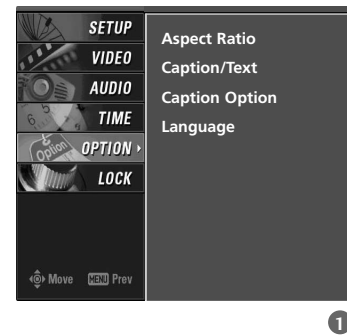 SETUP
VIDEO
AUDIO
TIME
OPTION
LOCK
Move MENU Prev
Aspect Ratio
Caption/Text
Caption Option
Language
1